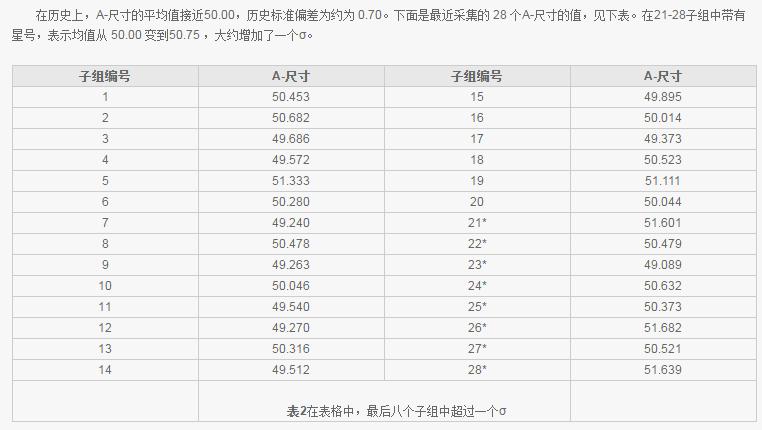 在历史上，A-尺寸的平均值接近50.00，历史标准偏差为约为 0.70。下面是最近采集的 28 个A-尺寸的值，见下表。在21-28子组中带有
星号，表示均值从 50.00 变到50.75 ，大约增加了一个σ。
子组编号 A-尺寸 子组编号 A-尺寸
1 50.453 15 49.895
2 50.682 16 50.014
3 49.686 17 49.373
4 49.572 18 50.523
5 51.333 19 51.111
6 50.280 20 50.044
7 49.240 21* 51.601
8 50.478 22* 50.479
9 49.263 23* 49.089
10 50.046 24* 50.632
11 49.540 25* 50.373
12 49.270 26* 51.682
13 50.316 27* 50.521
14 49.512 28* 51.639
表2在表格中，最后八个子组中超过一个σ